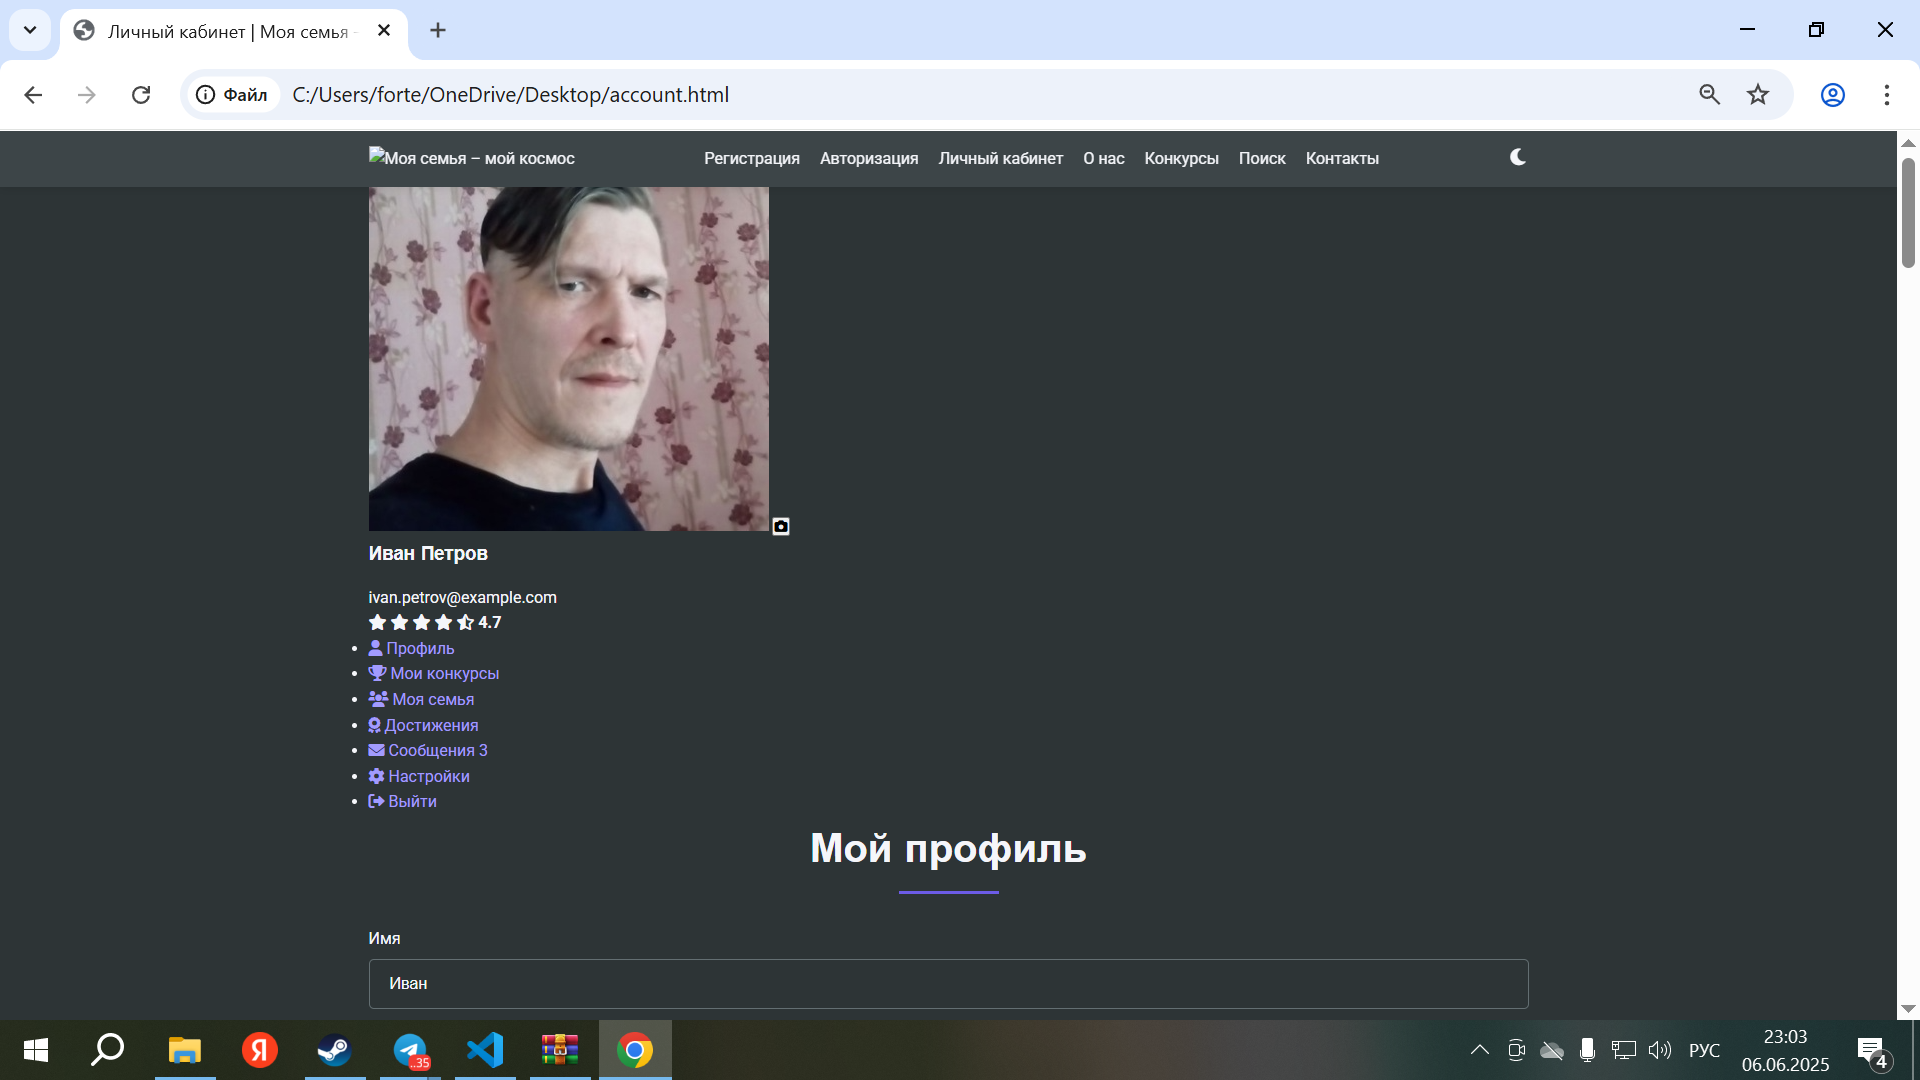 Личный кабинет | Моя семья -
Файл
C:/Users/forte/OneDrive/Desktop/account.html
Моя семья – мой космос
Регистрация Авторизация Личный кабинет О нас Конкурсы Поиск Контакты
Иван Петров
ivan.petrov@example.com
4.7
Профиль
Мои конкурсы
Моя семья
Достижения
Сообщения 3
Настройки
Выйти
Мой профиль
Имя
Иван
Я
..35
РУС
23:03
06.06.2025
4